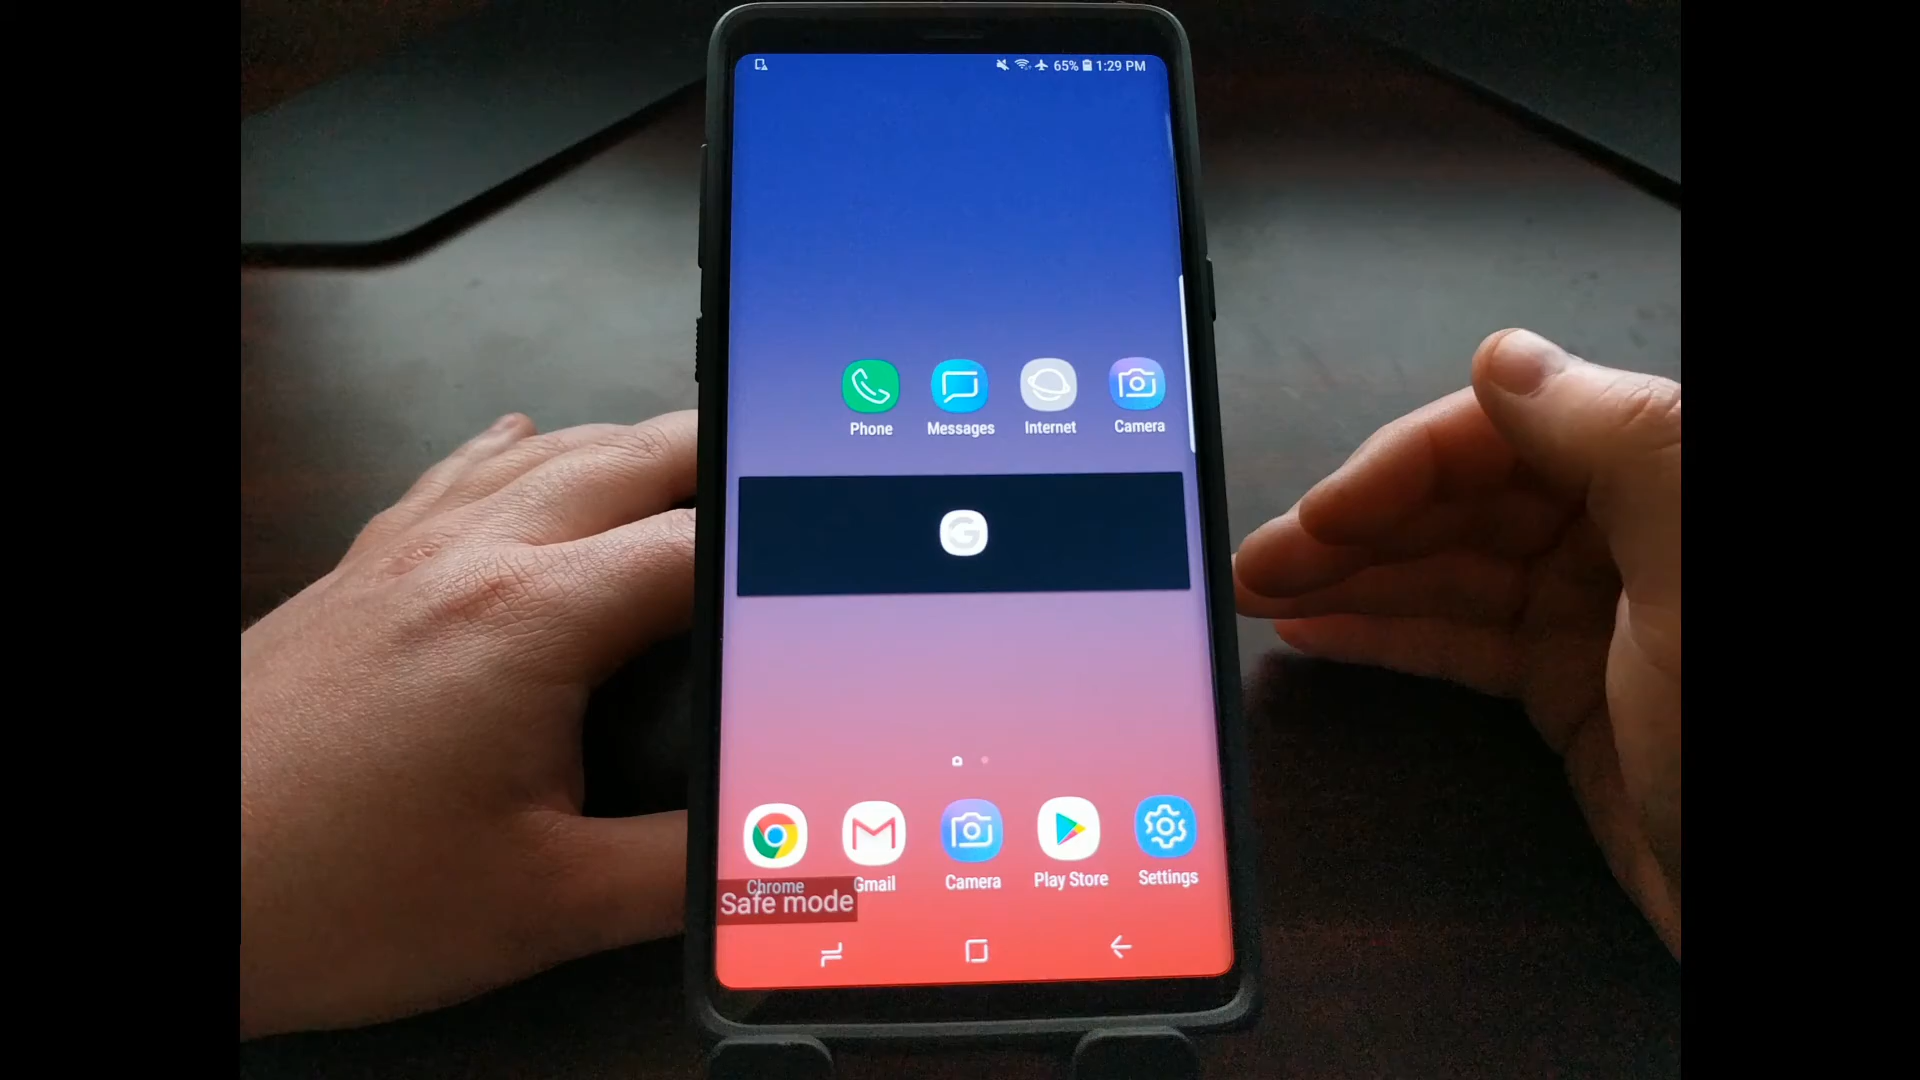 65% 1:29 PM
Phone Messages Internet Camera
G
Chrome Gmail Camera Play Store Settings
Safe mode